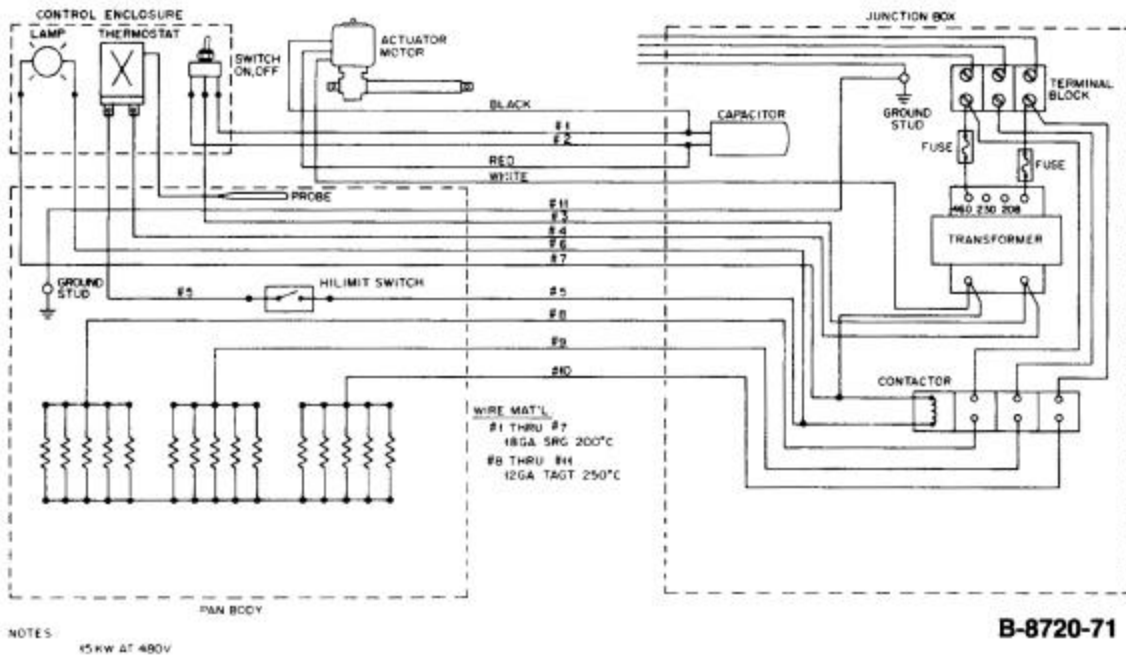 CONTROL ENCLOSURE
JUNCTION BOX
LAMP
THERMOSTAT
SWITCH
ON,OFF
ACTUATOR
MOTOR
TERMINAL
BLOCK
GROUND
STUD
BLACK
CAPACITOR
#1
#2
FUSE
FUSE
RED
WHITE
PROBE
#11
#3
#4
#6
#7
460 230 208
TRANSFORMER
GROUND
STUD
HILIMIT SWITCH
#5
#5
#8
#9
#10
CONTACTOR
WIRE MAT'L
#1 THRU #7
18GA SRG 200°C
#8 THRU #11
12GA TAGT 250°C
PAN BODY
B-8720-71
NOTES
15 KW AT 480V